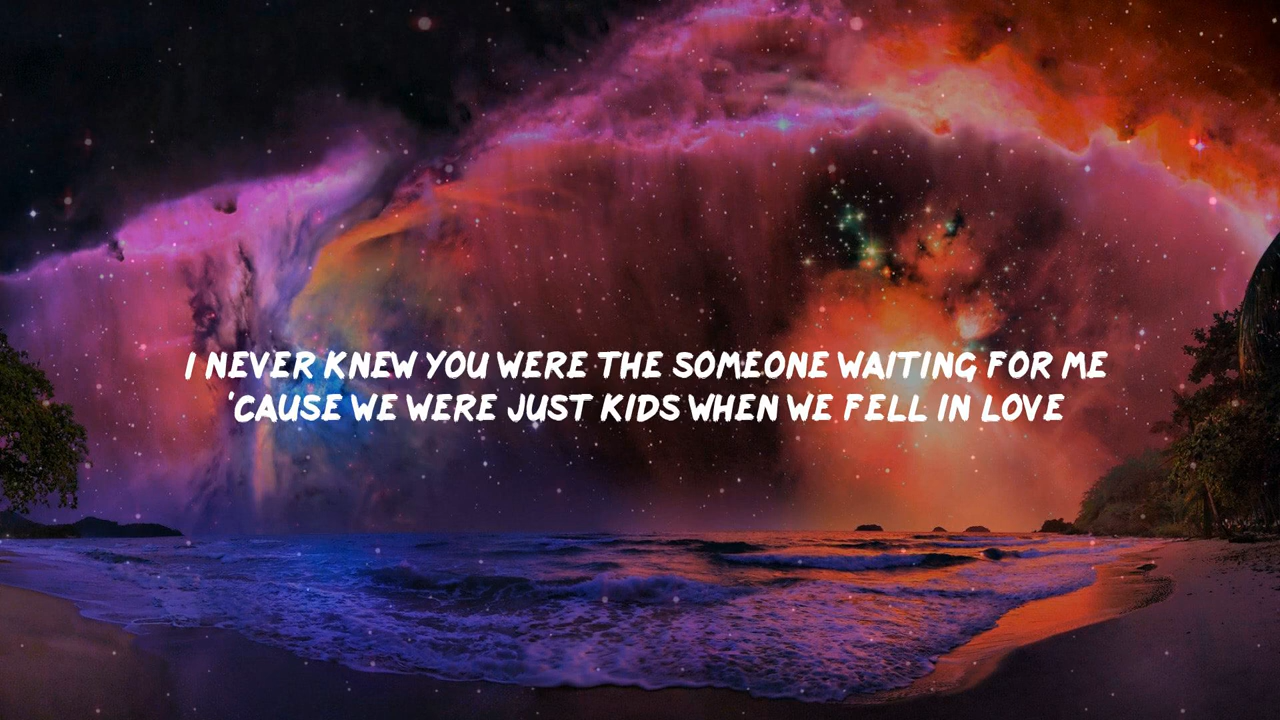 I NEVER KNEW YOU WERE THE SOMEONE WAITING FOR ME
'CAUSE WE WERE JUST KIDS WHEN WE FELL IN LOVE